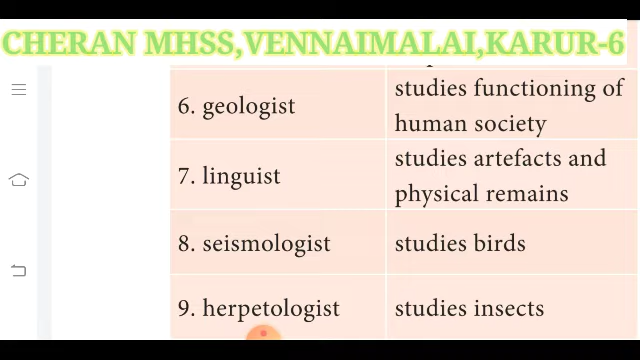 CHERAN MHSS,VENNAIMALAI,KARUR-6
6. geologist
studies functioning of
human society
7. linguist
studies artefacts and
physical remains
8. seismologist
studies birds
9. herpetologist
studies insects